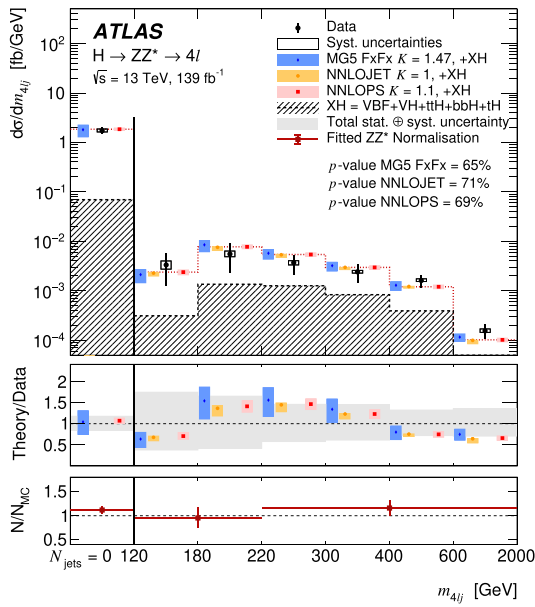 ATLAS
H → ZZ* → 4l
√s = 13 TeV, 139 fb⁻¹
Data
Syst. uncertainties
MG5 FxFx K = 1.47, +XH
NNLOJET K = 1, +XH
NNLOPS K = 1.1, +XH
XH = VBF+VH+ttH+bbH+tH
Total stat. ⊕ syst. uncertainty
Fitted ZZ* Normalisation
p-value MG5 FxFx = 65%
p-value NNLOJET = 71%
p-value NNLOPS = 69%
dσ/dm₄ₗⱼ [fb/GeV]
10²
10
1
10⁻¹
10⁻²
10⁻³
10⁻⁴
Theory/Data
2
1.5
1
0.5
N/N_MC
1.5
1
0.5
N_jets = 0 120 180 220 300 400 600 2000
m₄ₗⱼ [GeV]